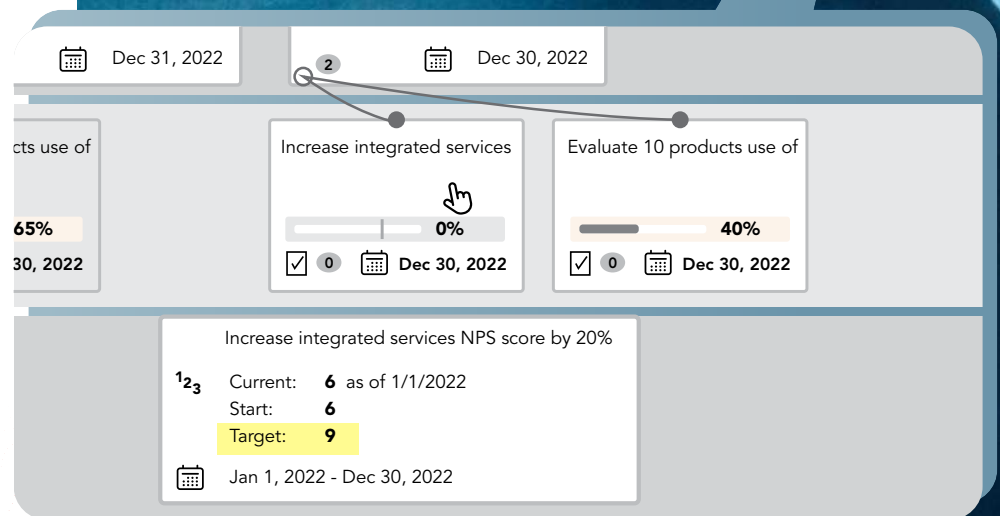 Dec 31, 2022
2
Dec 30, 2022
cts use of
65%
30, 2022
Increase integrated services
0%
0
Dec 30, 2022
Evaluate 10 products use of
40%
0
Dec 30, 2022
Increase integrated services NPS score by 20%
123
Current: 6 as of 1/1/2022
Start: 6
Target: 9
Jan 1, 2022 - Dec 30, 2022